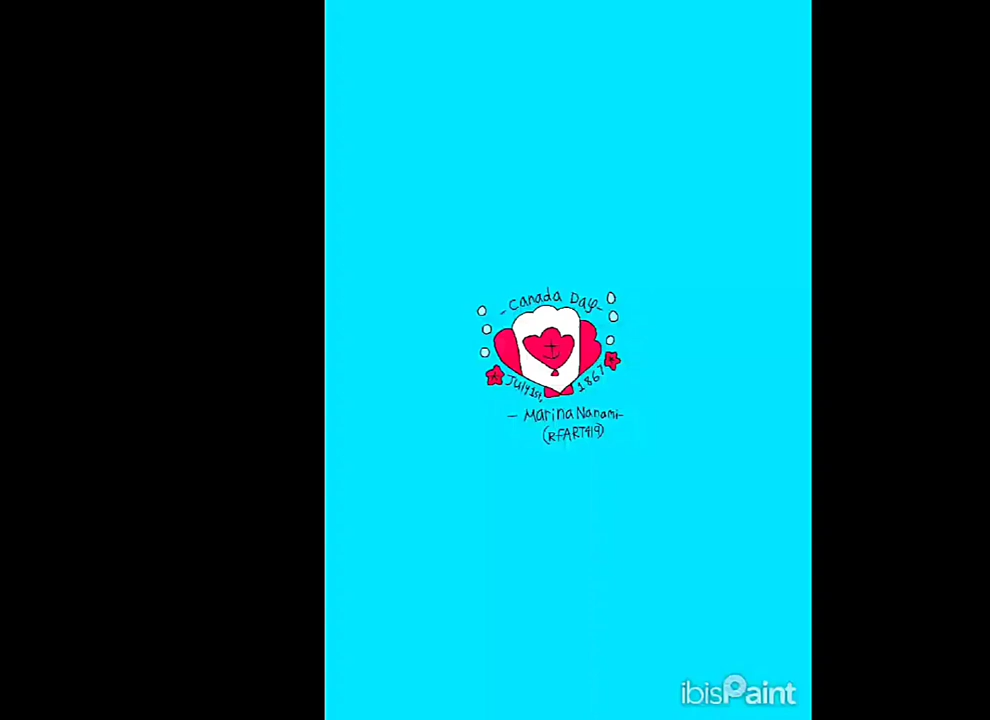 -Canada Day-
July 1st, 1867
- Marina Nanami-
(RFART419)
ibisPaint